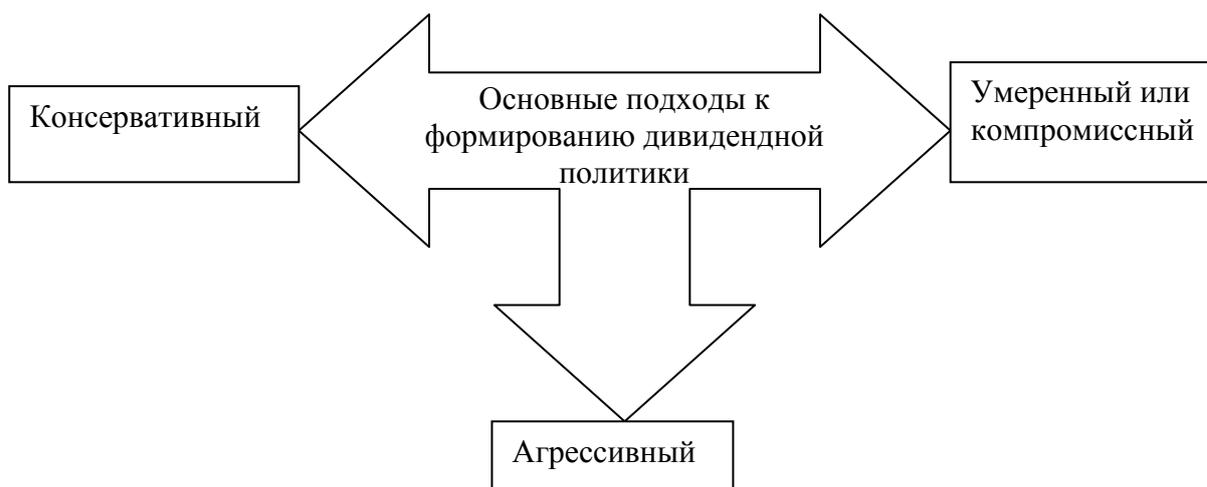 Консервативный
Основные подходы к
формированию дивидендной
политики
Умеренный или
компромиссный
Агрессивный